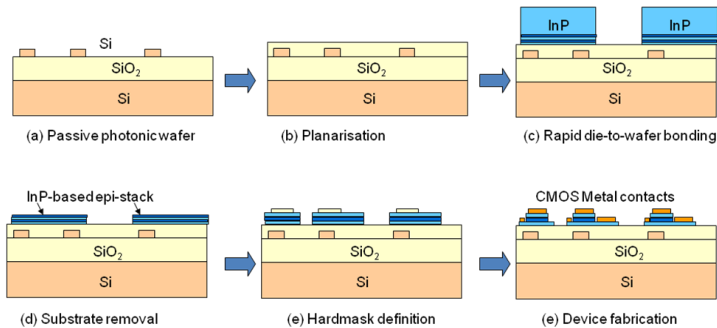 Si
SiO2
Si
(a) Passive photonic wafer
SiO2
Si
(b) Planarisation
InP
InP
SiO2
Si
(c) Rapid die-to-wafer bonding
InP-based epi-stack
SiO2
Si
(d) Substrate removal
SiO2
Si
(e) Hardmask definition
CMOS Metal contacts
SiO2
Si
(e) Device fabrication